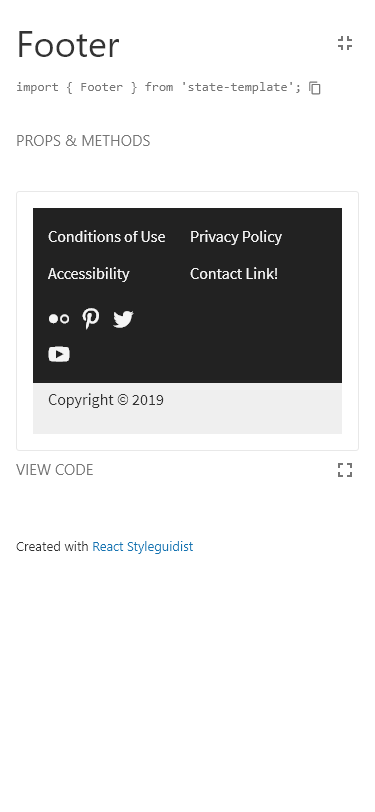 Footer
import { Footer } from 'state-template';
PROPS & METHODS
Conditions of Use Privacy Policy
Accessibility Contact Link!
Copyright © 2019
VIEW CODE
Created with React Styleguidist